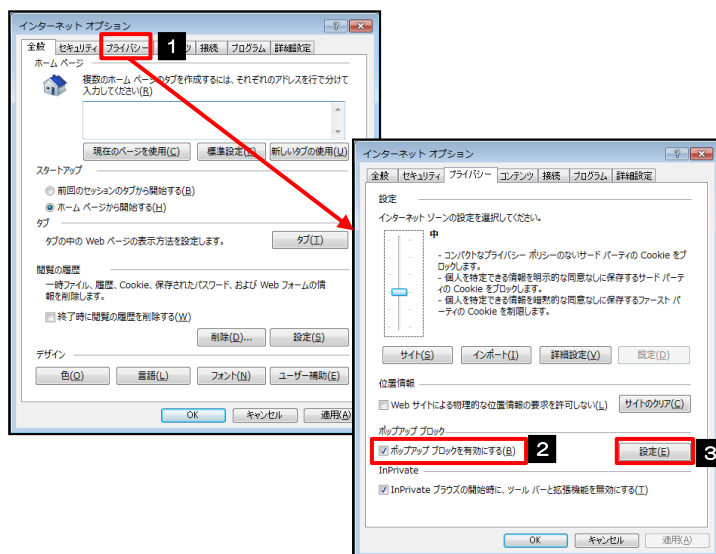 インターネット オプション
全般 セキュリティ プライバシー 1 接続 プログラム 詳細設定
ホーム ページ
複数のホーム ページのタブを作成するには、それぞれのアドレスを行で分けて
入力してください(R)
現在のページを使用(C) 標準設定 新しいタブの使用(U)
スタートアップ
前回のセッションのタブから開始する(B)
ホーム ページから開始する(H)
タブ
タブの中の Web ページの表示方法を設定します。 タブ(T)
閲覧の履歴
一時ファイル、履歴、Cookie、保存されたパスワード、および Web フォームの情
報を削除します。
終了時に閲覧の履歴を削除する(W)
削除(D)... 設定(S)
デザイン
色(O) 言語(L) フォント(N) ユーザー補助(E)
OK キャンセル 適用(A)
インターネット オプション
全般 セキュリティ プライバシー コンテンツ 接続 プログラム 詳細設定
設定
インターネット ゾーンの設定を選択してください。
中
- コンパクトなプライバシー ポリシーのないサード パーティの Cookie をブ
ロックします。
- 個人を特定できる情報を明示的な同意なしに保存するサード パーテ
ィの Cookie をブロックします。
- 個人を特定できる情報を暗黙的な同意なしに保存するファースト パ
ーティの Cookie を制限します。
サイト(S) インポート(I) 詳細設定(V) 既定(D)
位置情報
Web サイトによる物理的な位置情報の要求を許可しない(L) サイトのクリア(C)
ポップアップ ブロック
ポップアップ ブロックを有効にする(B) 2 設定(E) 3
InPrivate
InPrivate ブラウズの開始時に、ツール バーと拡張機能を無効にする(T)
OK キャンセル 適用(A)